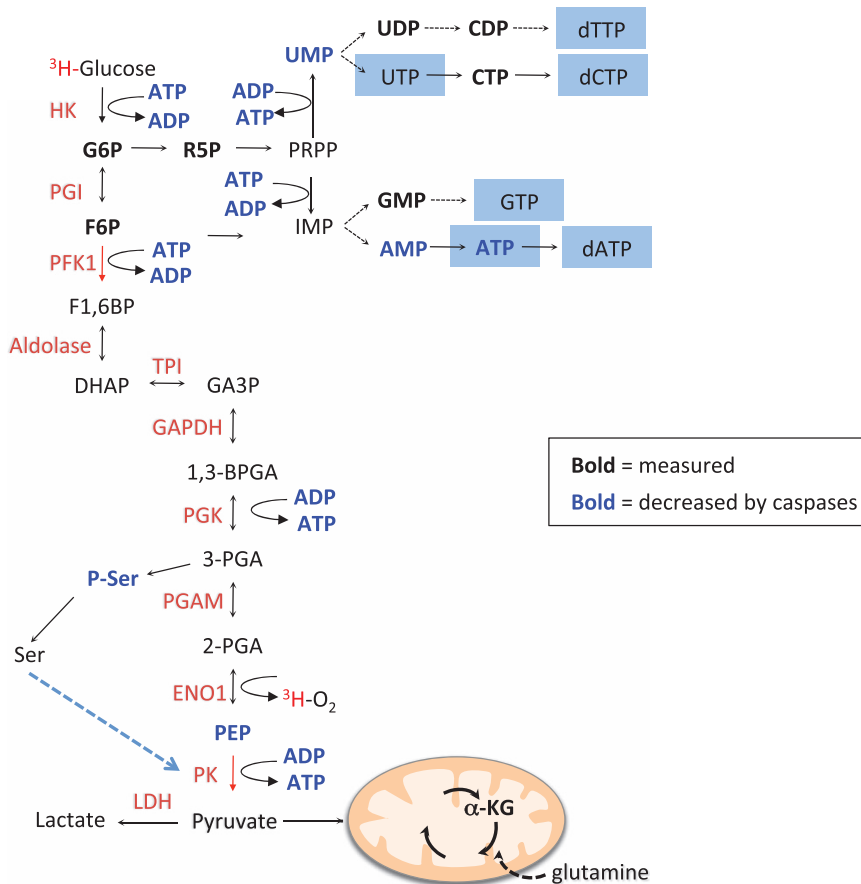 UDP
CDP
dTTP
UMP
UTP
CTP
dCTP
³H-Glucose
HK
ATP
ADP
ADP
ATP
G6P
R5P
PRPP
PGI
ATP
ADP
GMP
GTP
F6P
IMP
PFK1
ATP
ADP
AMP
ATP
dATP
F1,6BP
Aldolase
TPI
DHAP
GA3P
GAPDH
1,3-BPGA
PGK
ADP
ATP
Bold = measured
Bold = decreased by caspases
3-PGA
P-Ser
PGAM
2-PGA
Ser
ENO1
³H-O₂
PEP
PK
ADP
ATP
LDH
Lactate
Pyruvate
α-KG
glutamine